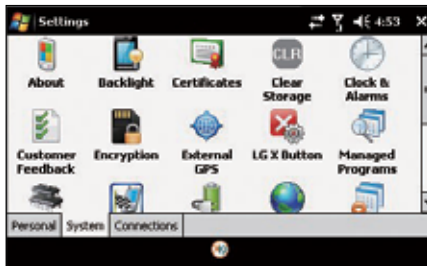 Settings
4:53
About
Backlight
Certificates
CLR
Clear
Storage
Clock &
Alarms
Customer
Feedback
Encryption
External
GPS
LG X Button
Managed
Programs
Personal
System
Connections